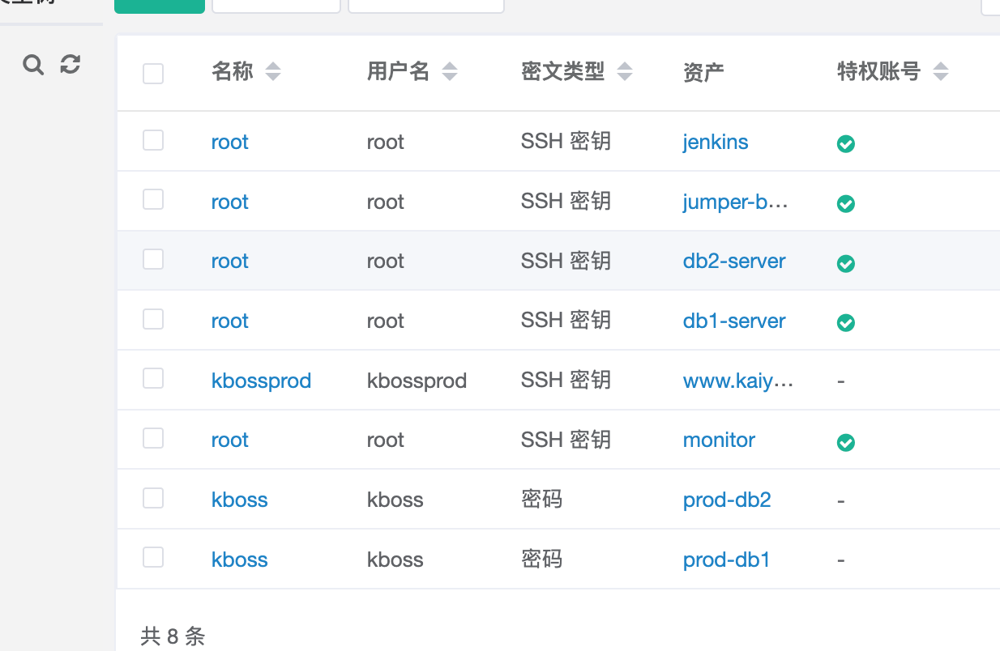 名称 用户名 密文类型 资产 特权账号
root root SSH 密钥 jenkins
root root SSH 密钥 jumper-b...
root root SSH 密钥 db2-server
root root SSH 密钥 db1-server
kbossprod kbossprod SSH 密钥 www.kaiy... -
root root SSH 密钥 monitor
kboss kboss 密码 prod-db2 -
kboss kboss 密码 prod-db1 -
共 8 条